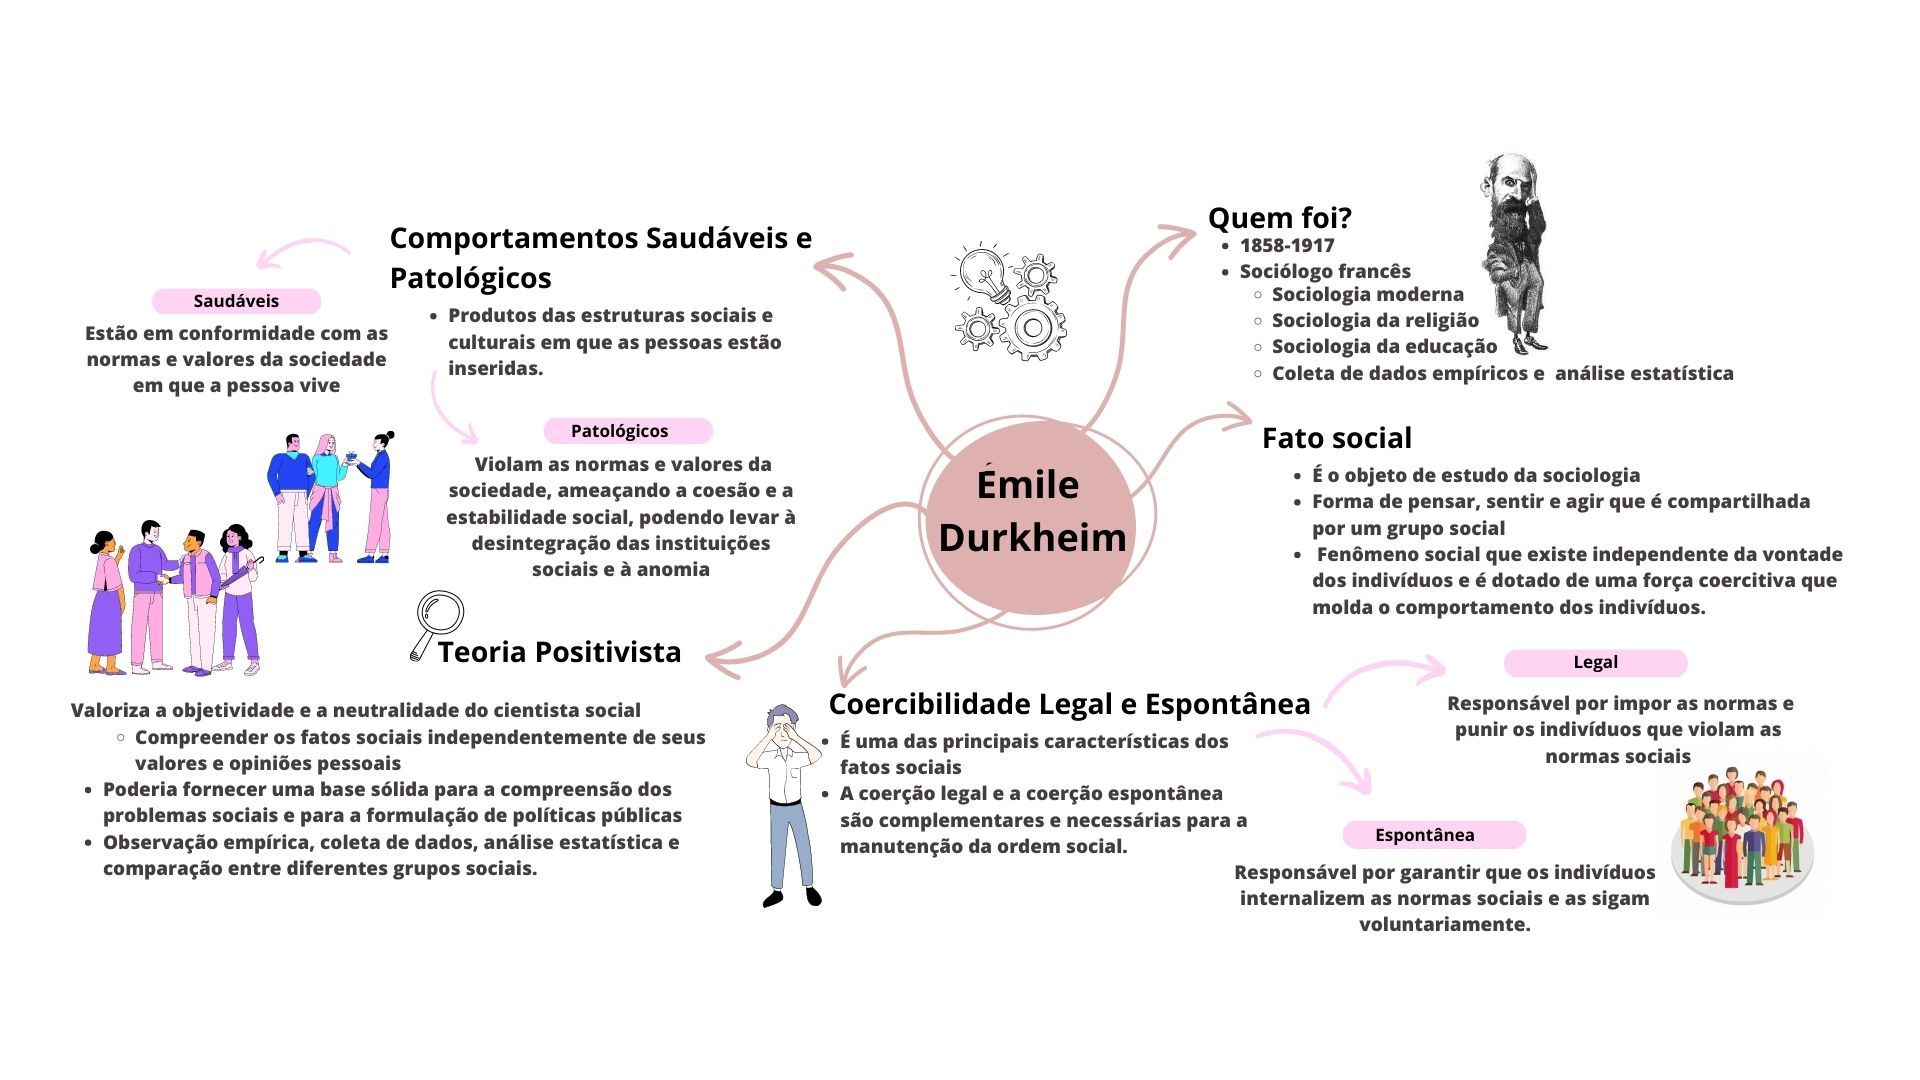 Émile
Durkheim
Quem foi?
1858-1917
Sociólogo francês
Sociologia moderna
Sociologia da religião
Sociologia da educação
Coleta de dados empíricos e  análise estatística
Fato social
É o objeto de estudo da sociologia
Forma de pensar, sentir e agir que é compartilhada
por um grupo social
Fenômeno social que existe independente da vontade
dos indivíduos e é dotado de uma força coercitiva que
molda o comportamento dos indivíduos.
Coercibilidade Legal e Espontânea
É uma das principais características dos
fatos sociais
A coerção legal e a coerção espontânea
são complementares e necessárias para a
manutenção da ordem social.
Legal
Responsável por impor as normas e
punir os indivíduos que violam as
normas sociais
Espontânea
Responsável por garantir que os indivíduos
internalizem as normas sociais e as sigam
voluntariamente.
Teoria Positivista
Valoriza a objetividade e a neutralidade do cientista social
Compreender os fatos sociais independentemente de seus
valores e opiniões pessoais
Poderia fornecer uma base sólida para a compreensão dos
problemas sociais e para a formulação de políticas públicas
Observação empírica, coleta de dados, análise estatística e
comparação entre diferentes grupos sociais.
Comportamentos Saudáveis e
Patológicos
Produtos das estruturas sociais e
culturais em que as pessoas estão
inseridas.
Saudáveis
Estão em conformidade com as
normas e valores da sociedade
em que a pessoa vive
Patológicos
Violam as normas e valores da
sociedade, ameaçando a coesão e a
estabilidade social, podendo levar à
desintegração das instituições
sociais e à anomia